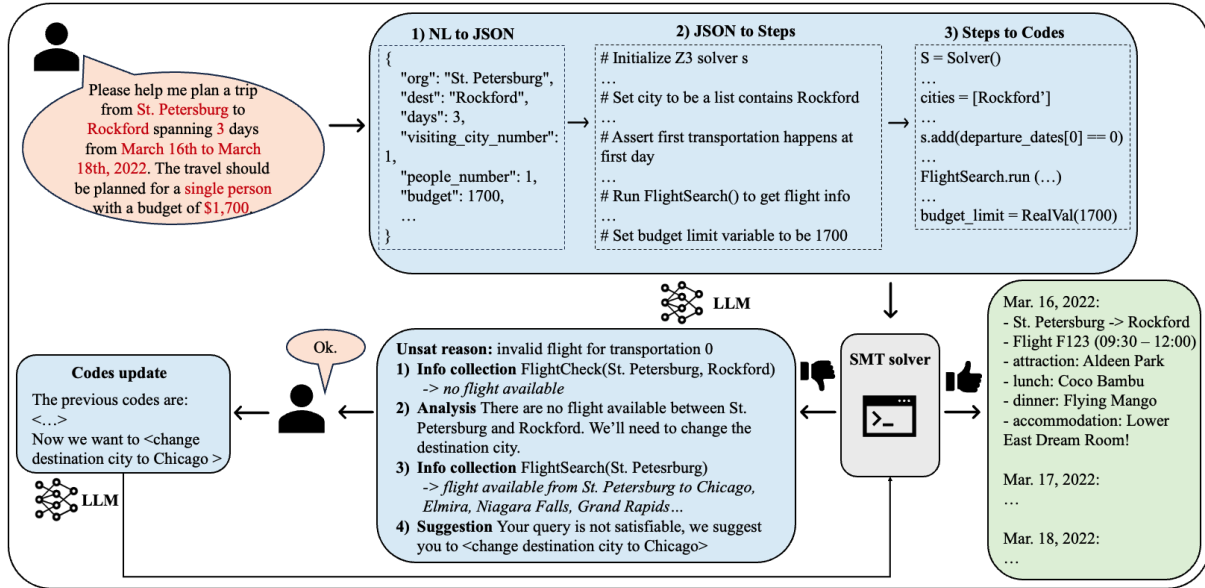 Please help me plan a trip
from St. Petersburg to
Rockford spanning 3 days
from March 16th to March
18th, 2022. The travel should
be planned for a single person
with a budget of $1,700.
1) NL to JSON
{
"org": "St. Petersburg",
"dest": "Rockford",
"days": 3,
"visiting_city_number":
1,
"people_number": 1,
"budget": 1700,
…
}
2) JSON to Steps
# Initialize Z3 solver s
…
# Set city to be a list contains Rockford
…
# Assert first transportation happens at
first day
…
# Run FlightSearch() to get flight info
…
# Set budget limit variable to be 1700
3) Steps to Codes
S = Solver()
…
cities = [Rockford’]
…
s.add(departure_dates[0] == 0)
…
FlightSearch.run (…)
…
budget_limit = RealVal(1700)
LLM
SMT solver
Mar. 16, 2022:
- St. Petersburg -> Rockford
- Flight F123 (09:30 – 12:00)
- attraction: Aldeen Park
- lunch: Coco Bambu
- dinner: Flying Mango
- accommodation: Lower
East Dream Room!
Mar. 17, 2022:
…
Mar. 18, 2022:
…
Unsat reason: invalid flight for transportation 0
1) Info collection FlightCheck(St. Petersburg, Rockford)
-> no flight available
2) Analysis There are no flight available between St.
Petersburg and Rockford. We’ll need to change the
destination city.
3) Info collection FlightSearch(St. Petesrburg)
-> flight available from St. Petersburg to Chicago,
Elmira, Niagara Falls, Grand Rapids…
4) Suggestion Your query is not satisfiable, we suggest
you to <change destination city to Chicago>
Ok.
Codes update
The previous codes are:
<…>
Now we want to <change
destination city to Chicago >
LLM